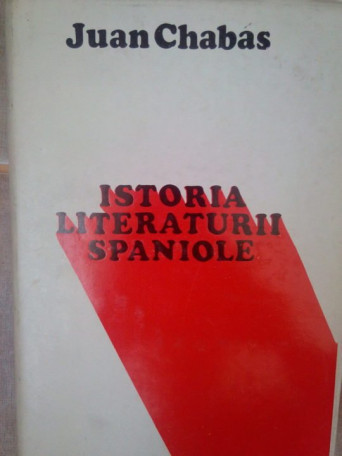 Juan Chabas
ISTORIA
LITERATURII
SPANIOLE